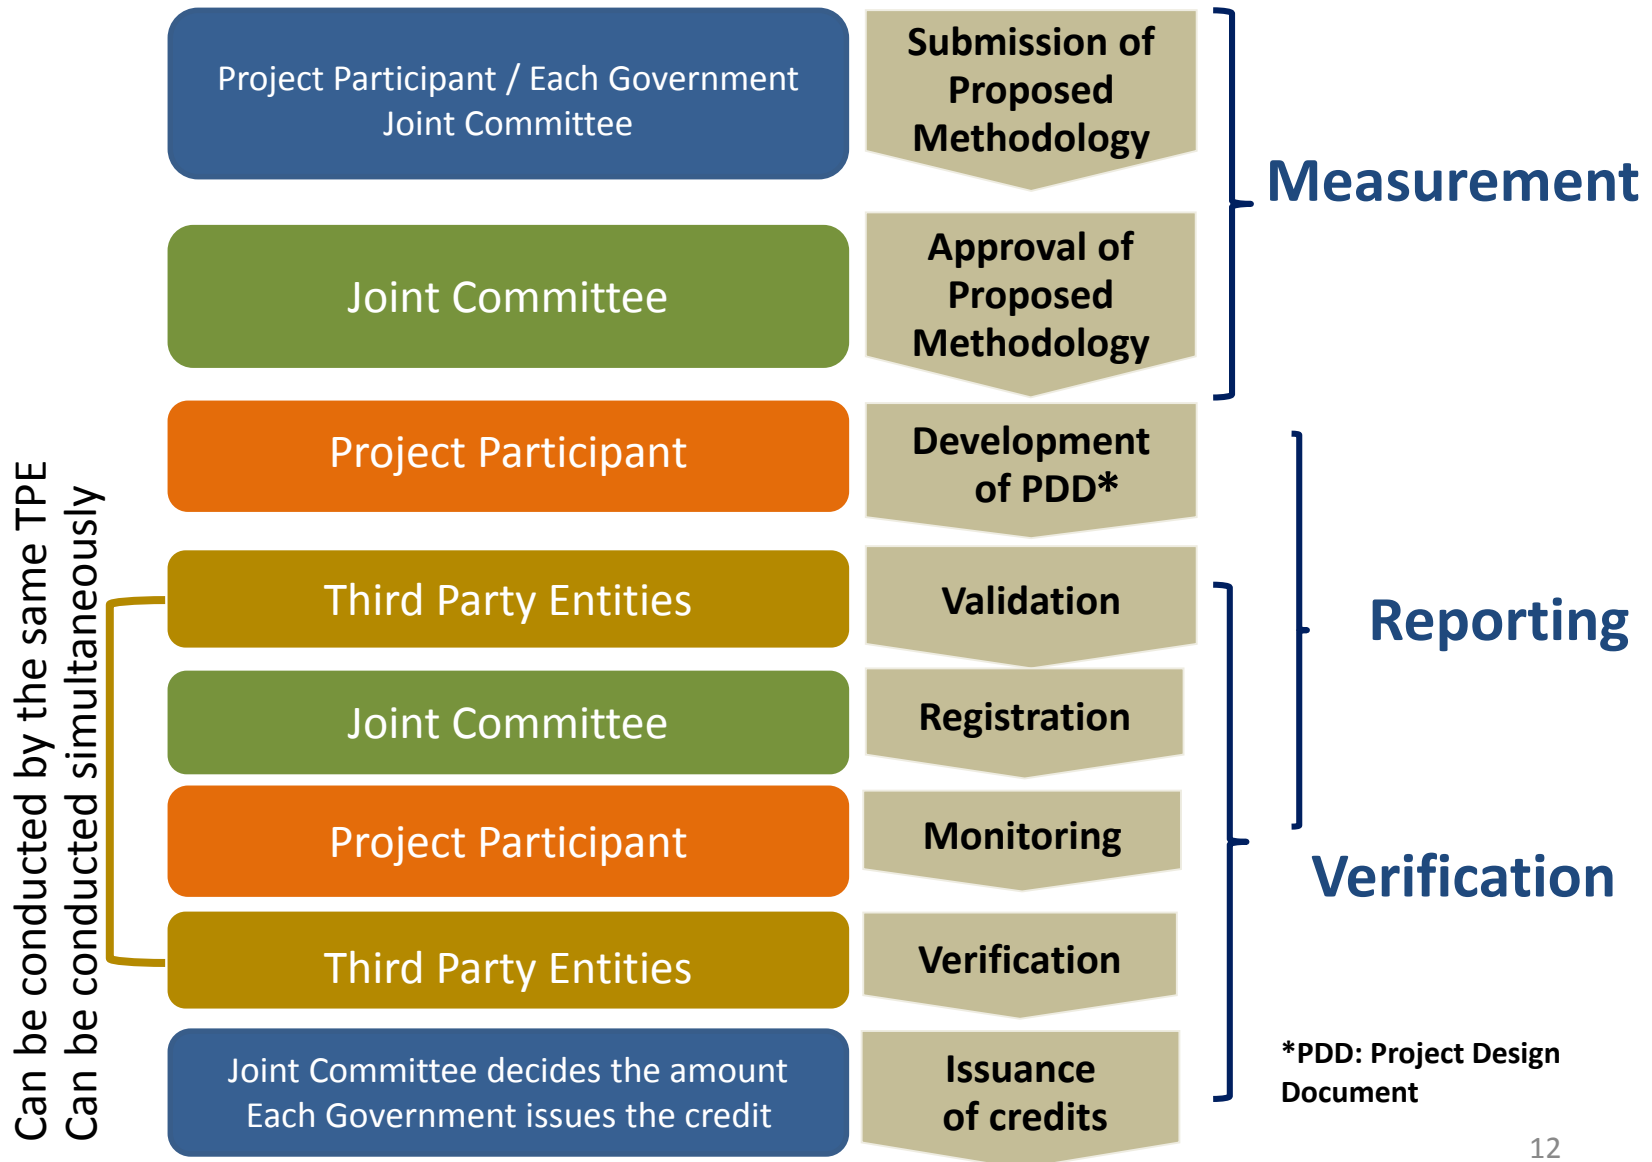 Project Participant / Each Government
Joint Committee
Submission of
Proposed
Methodology
Measurement
Joint Committee
Approval of
Proposed
Methodology
Project Participant
Development
of PDD*
Third Party Entities
Validation
Reporting
Joint Committee
Registration
Project Participant
Monitoring
Verification
Third Party Entities
Verification
Joint Committee decides the amount
Each Government issues the credit
Issuance
of credits
Can be conducted by the same TPE
Can be conducted simultaneously
*PDD: Project Design
Document
12